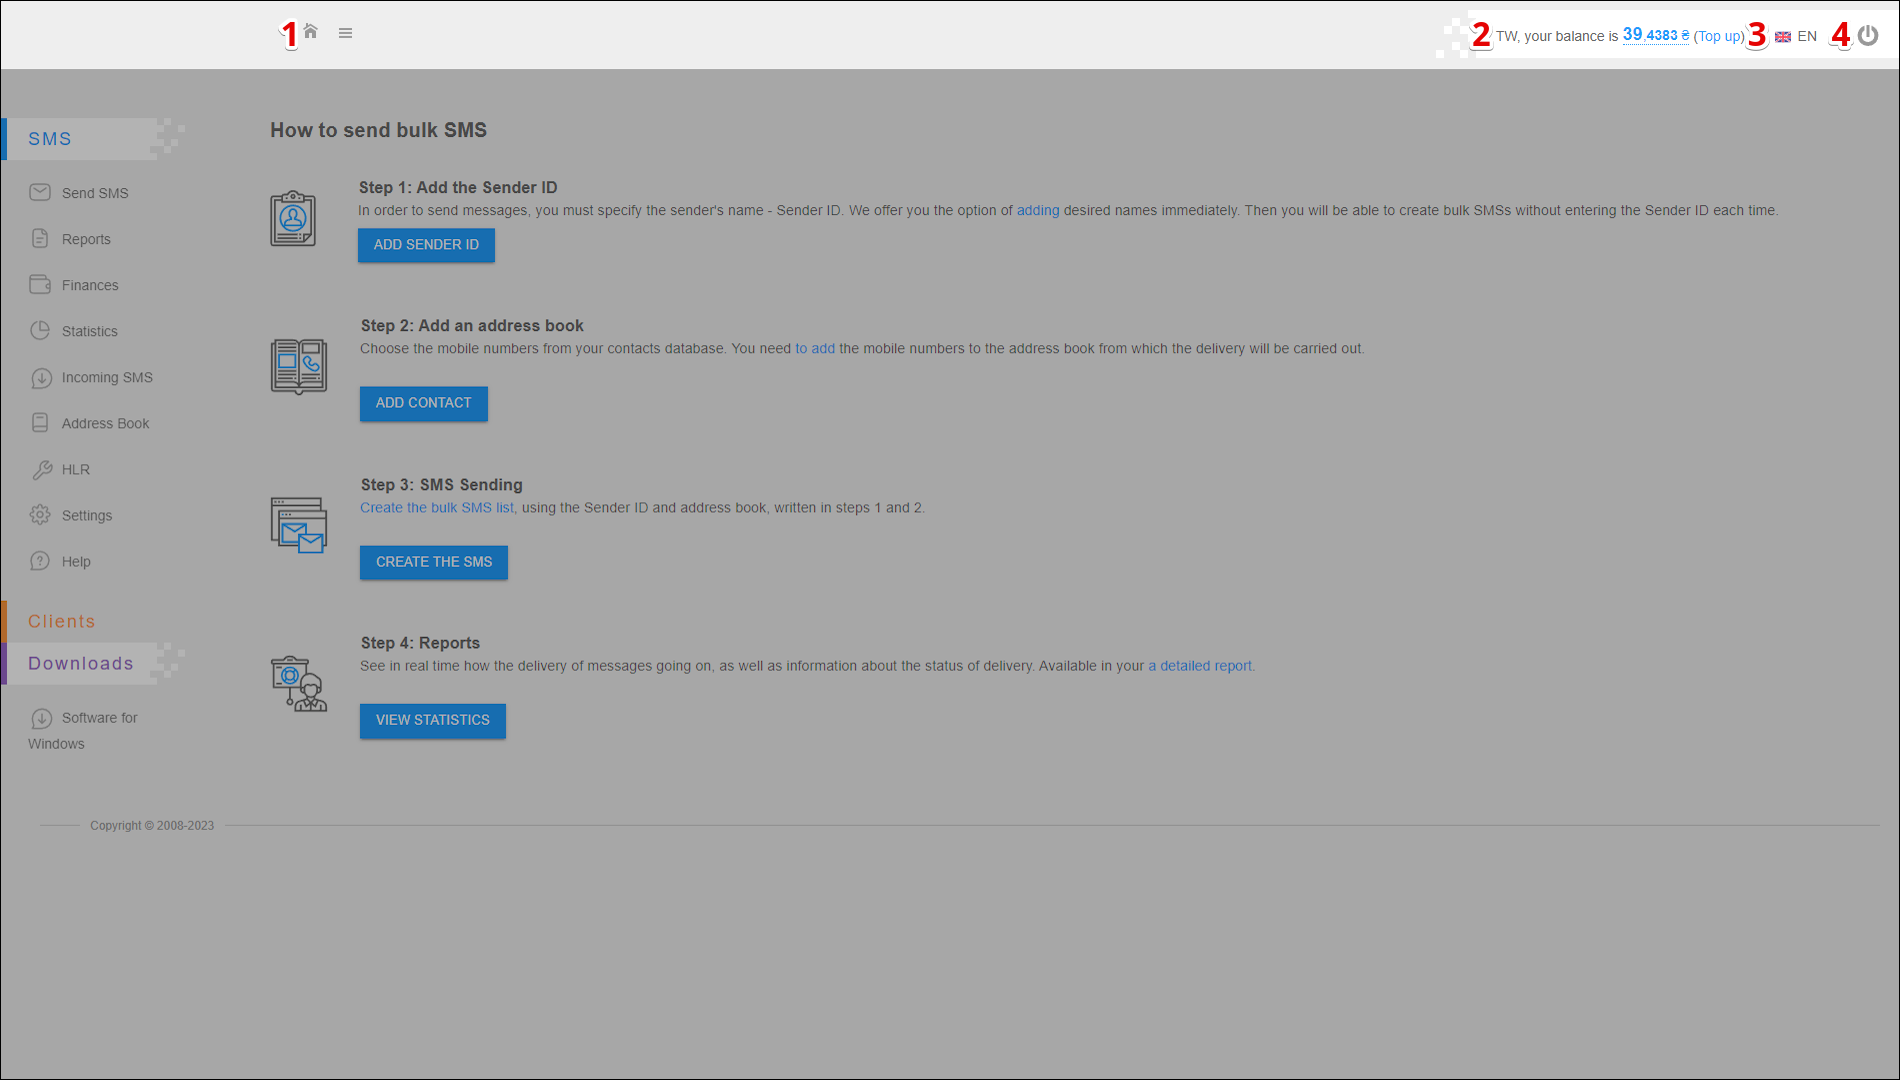 1
2 TW, your balance is 39,4383 ₴ (Top up) 3 EN 4
SMS
Send SMS
Reports
Finances
Statistics
Incoming SMS
Address Book
HLR
Settings
Help
Clients
Downloads
Software for
Windows
How to send bulk SMS
Step 1: Add the Sender ID
In order to send messages, you must specify the sender's name - Sender ID. We offer you the option of adding desired names immediately. Then you will be able to create bulk SMSs without entering the Sender ID each time.
ADD SENDER ID
Step 2: Add an address book
Choose the mobile numbers from your contacts database. You need to add the mobile numbers to the address book from which the delivery will be carried out.
ADD CONTACT
Step 3: SMS Sending
Create the bulk SMS list, using the Sender ID and address book, written in steps 1 and 2.
CREATE THE SMS
Step 4: Reports
See in real time how the delivery of messages going on, as well as information about the status of delivery. Available in your a detailed report.
VIEW STATISTICS
Copyright © 2008-2023